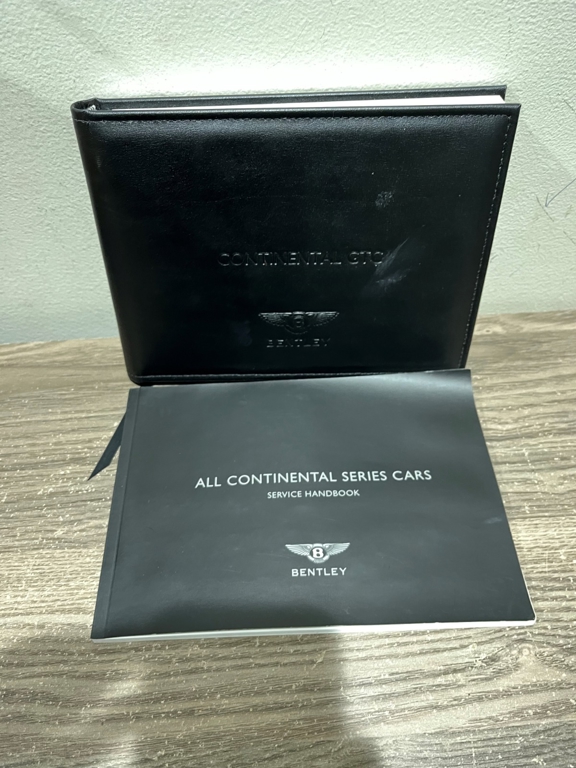 CONTINENTAL GTC
BENTLEY
ALL CONTINENTAL SERIES CARS
SERVICE HANDBOOK
B
BENTLEY